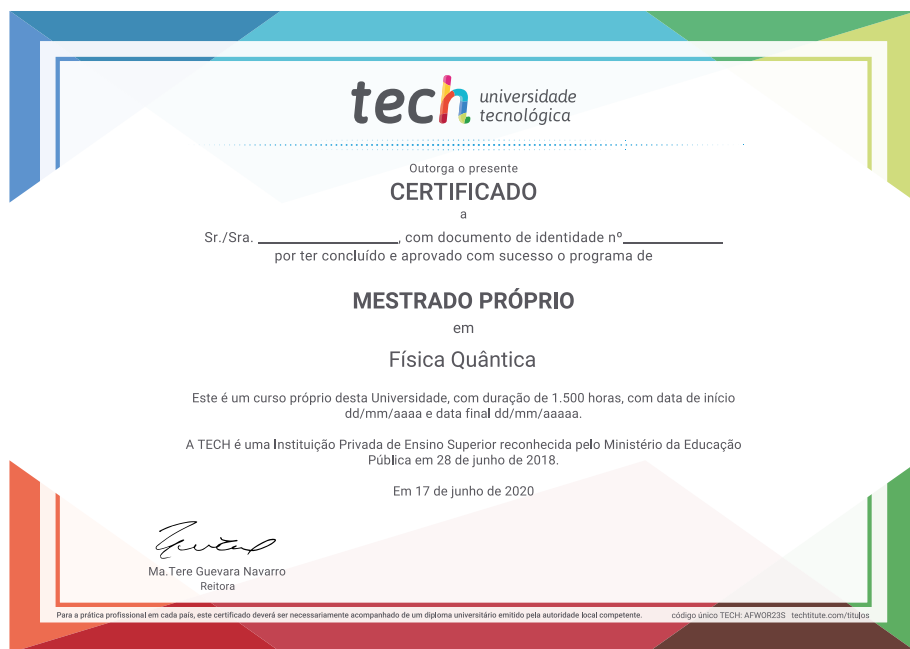 tech universidade
tecnológica
Outorga o presente
CERTIFICADO
a
Sr./Sra. ____________________, com documento de identidade nº______________
por ter concluído e aprovado com sucesso o programa de
MESTRADO PRÓPRIO
em
Física Quântica
Este é um curso próprio desta Universidade, com duração de 1.500 horas, com data de início
dd/mm/aaaa e data final dd/mm/aaaaa.
A TECH é uma Instituição Privada de Ensino Superior reconhecida pelo Ministério da Educação
Pública em 28 de junho de 2018.
Em 17 de junho de 2020
Ma.Tere Guevara Navarro
Reitora
Para a prática profissional em cada país, este certificado deverá ser necessariamente acompanhado de um diploma universitário emitido pela autoridade local competente. código único TECH: AFWOR23S techtitute.com/titulos